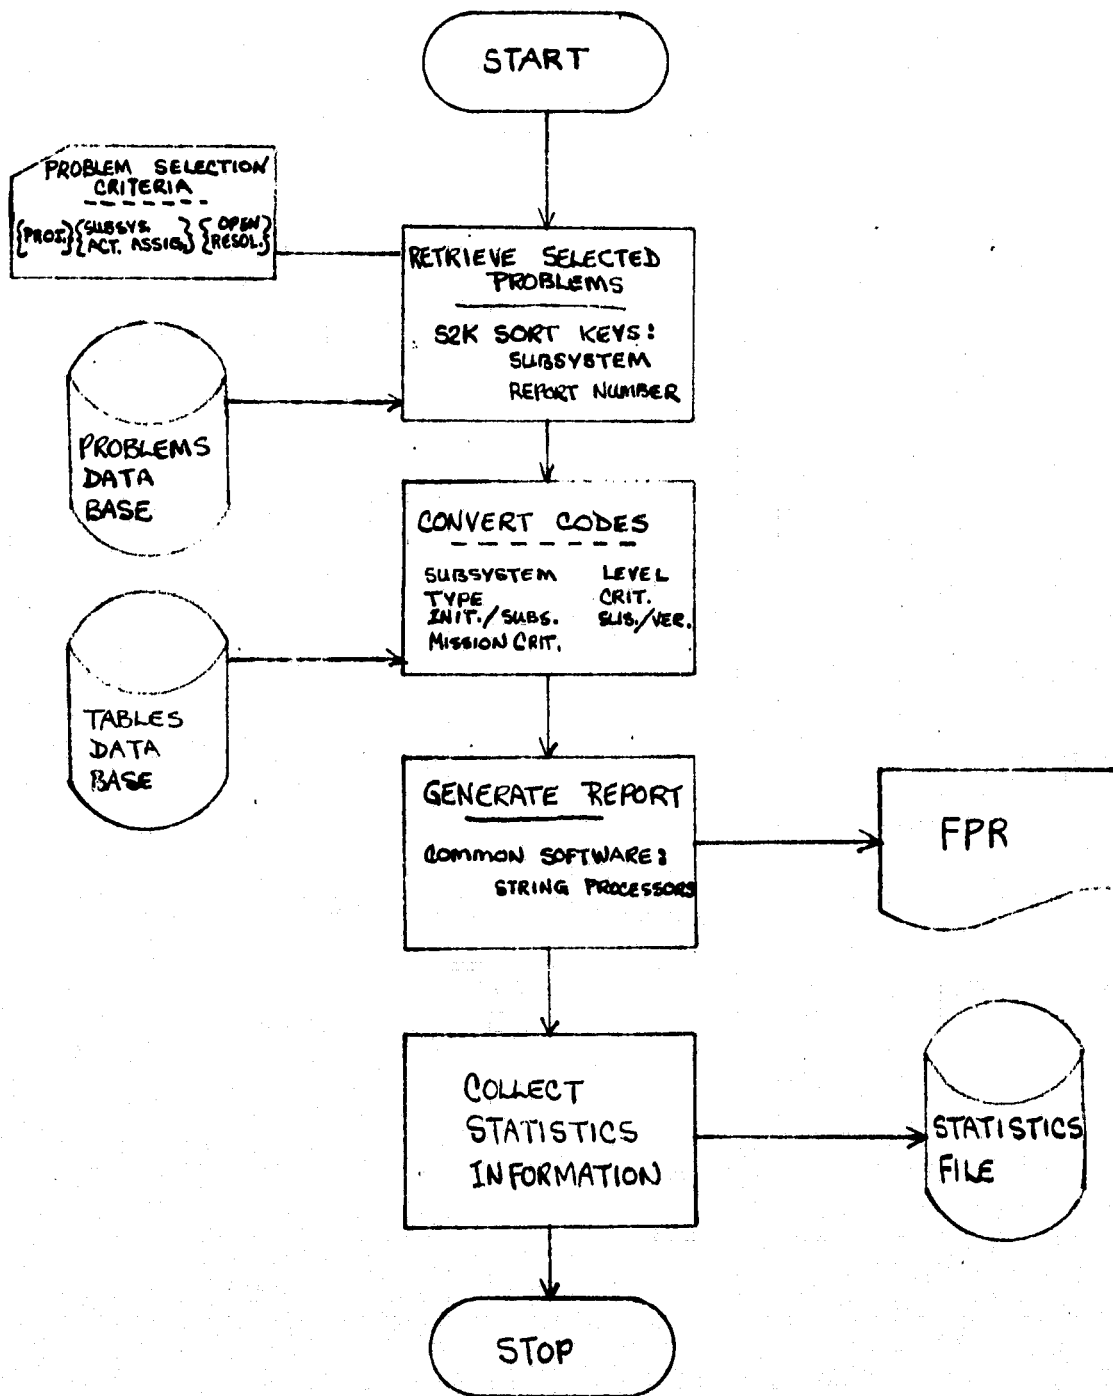 START
PROBLEM SELECTION
CRITERIA
{PROJ.} {SUBSYS. ACT. ASSIG.} {OPEN RESOL.}
RETRIEVE SELECTED
PROBLEMS
S2K SORT KEYS:
SUBSYSTEM
REPORT NUMBER
PROBLEMS
DATA
BASE
CONVERT CODES
SUBSYSTEM LEVEL
TYPE CRIT.
INIT./SUBS. SUS./VER.
MISSION CRIT.
TABLES
DATA
BASE
GENERATE REPORT
COMMON SOFTWARE:
STRING PROCESSORS
FPR
COLLECT
STATISTICS
INFORMATION
STATISTICS
FILE
STOP